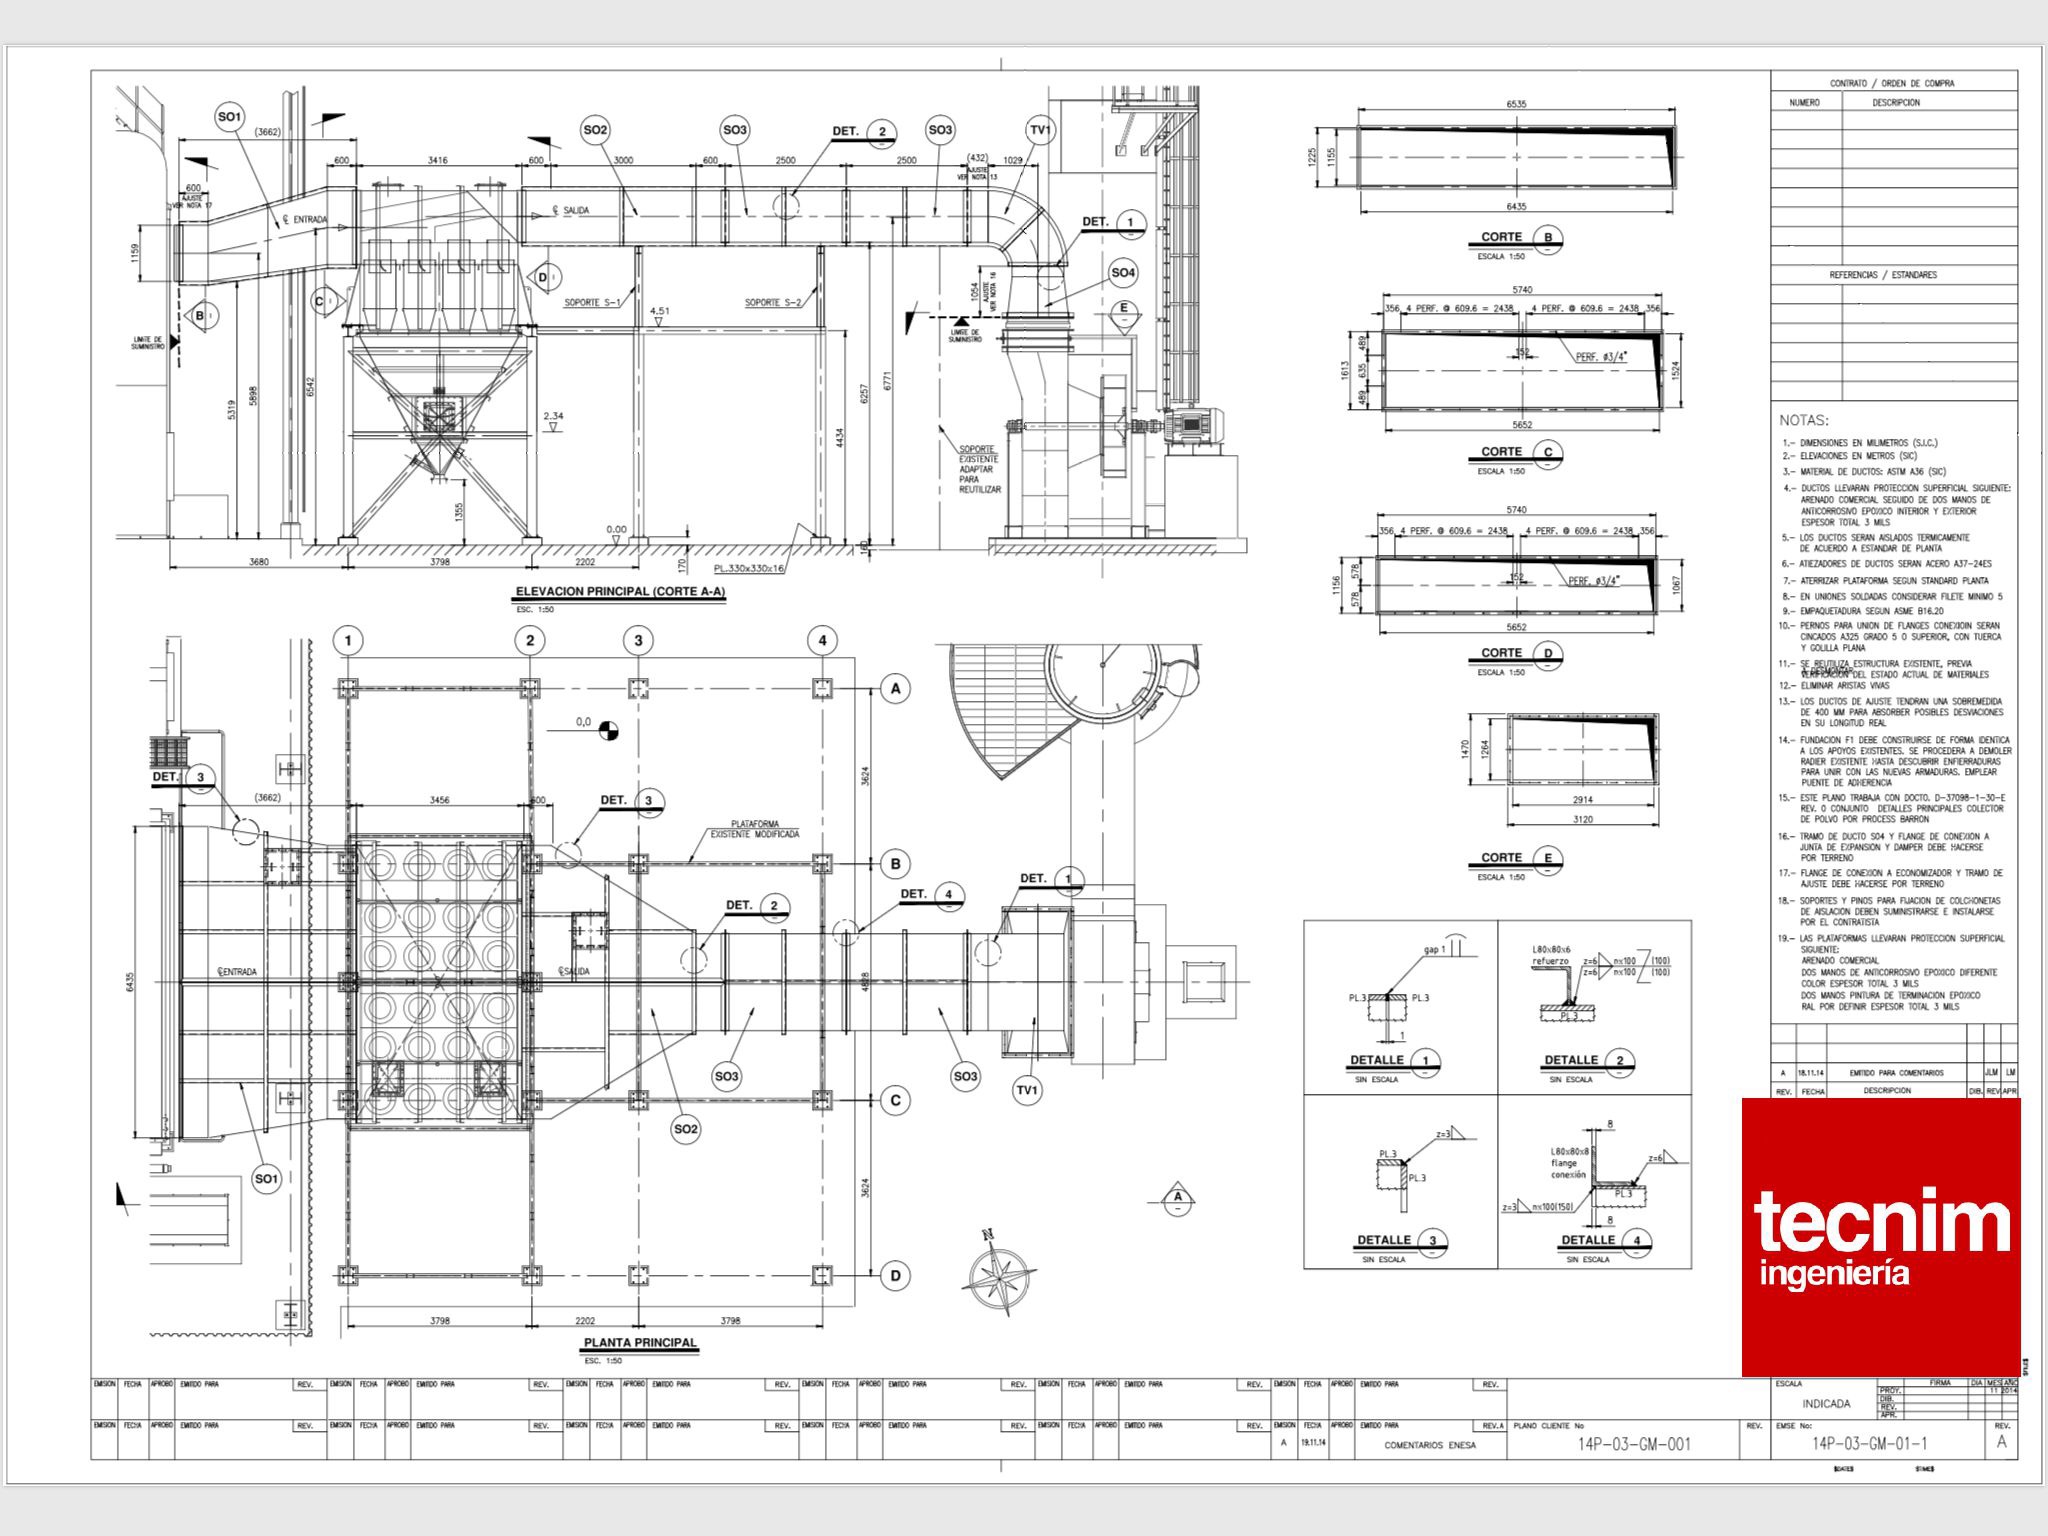 SO1
(3662)
600
AJUSTE
VER NOTA 17
600
3416
600
SO2
3000
600
SO3
2500
DET. 2
2500
SO3
(432)
AJUSTE
VER NOTA 13
1029
TV1
℄ ENTRADA
℄ SALIDA
DET. 1
1159
B
C
D
SO4
E
1054
AJUSTE
VER NOTA 16
LIMITE DE
SUMINISTRO
LIMITE DE
SUMINISTRO
SOPORTE S-1
SOPORTE S-2
4.51
2.34
5319
5898
6542
1355
6257
6771
4434
SOPORTE
EXISTENTE
ADAPTAR
PARA
REUTILIZAR
0.00
170
160
PL.330x330x16
3680
3798
2202
ELEVACION PRINCIPAL (CORTE A-A)
ESC. 1:50
1
2
3
4
A
B
C
D
0,0
DET. 3
(3662)
3456
600
DET. 3
PLATAFORMA
EXISTENTE MODIFICADA
3624
4828
3624
DET. 2
DET. 4
DET. 1
6435
℄ENTRADA
℄SALIDA
SO3
SO3
TV1
SO2
SO1
A
N
3798
2202
3798
PLANTA PRINCIPAL
ESC. 1:50
6535
1225
1155
6435
CORTE B
ESCALA 1:50
5740
356 4 PERF. @ 609.6 = 2438 4 PERF. @ 609.6 = 2438 356
1613
489
635
489
152
PERF. ø3/4"
1524
5652
CORTE C
ESCALA 1:50
5740
356 4 PERF. @ 609.6 = 2438 4 PERF. @ 609.6 = 2438 356
1156
578
578
152
PERF. ø3/4"
1067
5652
CORTE D
ESCALA 1:50
1470
1264
2914
3120
CORTE E
ESCALA 1:50
gap 1
PL.3 PL.3
1
DETALLE 1
SIN ESCALA
L80x80x6
refuerzo
z=6 nx100 (100)
z=6 nx100 (100)
PL.3
DETALLE 2
SIN ESCALA
z=3
PL.3
PL.3
DETALLE 3
SIN ESCALA
8
L80x80x8
flange
conexión
z=6
PL.3
z=3 nx100(150)
8
DETALLE 4
SIN ESCALA
CONTRATO / ORDEN DE COMPRA
NUMERO DESCRIPCION
REFERENCIAS / ESTANDARES
NOTAS:
1.- DIMENSIONES EN MILIMETROS (S.I.C.)
2.- ELEVACIONES EN METROS (SIC)
3.- MATERIAL DE DUCTOS: ASTM A36 (SIC)
4.- DUCTOS LLEVARAN PROTECCION SUPERFICIAL SIGUIENTE:
ARENADO COMERCIAL SEGUIDO DE DOS MANOS DE
ANTICORROSIVO EPOXICO INTERIOR Y EXTERIOR
ESPESOR TOTAL 3 MILS
5.- LOS DUCTOS SERAN AISLADOS TERMICAMENTE
DE ACUERDO A ESTANDAR DE PLANTA
6.- ATIEZADORES DE DUCTOS SERAN ACERO A37-24ES
7.- ATERRIZAR PLATAFORMA SEGUN STANDARD PLANTA
8.- EN UNIONES SOLDADAS CONSIDERAR FILETE MINIMO 5
9.- EMPAQUETADURA SEGUN ASME B16.20
10.- PERNOS PARA UNION DE FLANGES CONEXIOIN SERAN
CINCADOS A325 GRADO 5 O SUPERIOR, CON TUERCA
Y GOLILLA PLANA
11.- SE REUTILIZA ESTRUCTURA EXISTENTE, PREVIA
VERIFICACION DEL ESTADO ACTUAL DE MATERIALES
12.- ELIMINAR ARISTAS VIVAS
13.- LOS DUCTOS DE AJUSTE TENDRAN UNA SOBREMEDIDA
DE 400 MM PARA ABSORBER POSIBLES DESVIACIONES
EN SU LONGITUD REAL
14.- FUNDACION F1 DEBE CONSTRUIRSE DE FORMA IDENTICA
A LOS APOYOS EXISTENTES. SE PROCEDERA A DEMOLER
RADIER EXISTENTE HASTA DESCUBRIR ENFIERRADURAS
PARA UNIR CON LAS NUEVAS ARMADURAS. EMPLEAR
PUENTE DE ADHERENCIA
15.- ESTE PLANO TRABAJA CON DOCTO. D-37098-1-30-E
REV. 0 CONJUNTO DETALLES PRINCIPALES COLECTOR
DE POLVO POR PROCESS BARRON
16.- TRAMO DE DUCTO SO4 Y FLANGE DE CONEXION A
JUNTA DE EXPANSION Y DAMPER DEBE HACERSE
POR TERRENO
17.- FLANGE DE CONEXION A ECONOMIZADOR Y TRAMO DE
AJUSTE DEBE HACERSE POR TERRENO
18.- SOPORTES Y PINOS PARA FIJACION DE COLCHONETAS
DE AISLACION DEBEN SUMINISTRARSE E INSTALARSE
POR EL CONTRATISTA
19.- LAS PLATAFORMAS LLEVARAN PROTECCION SUPERFICIAL
SIGUIENTE:
ARENADO COMERCIAL
DOS MANOS DE ANTICORROSIVO EPOXICO DIFERENTE
COLOR ESPESOR TOTAL 3 MILS
DOS MANOS PINTURA DE TERMINACION EPOXICO
RAL POR DEFINIR ESPESOR TOTAL 3 MILS
A 18.11.14 EMITIDO PARA COMENTARIOS JLM LM
REV. FECHA DESCRIPCION DIB. REV APR
tecnim
ingeniería
EMISION FECHA APROBO EMITIDO PARA REV. EMISION FECHA APROBO EMITIDO PARA REV. EMISION FECHA APROBO EMITIDO PARA REV. EMISION FECHA APROBO EMITIDO PARA REV. EMISION FECHA APROBO EMITIDO PARA REV. EMISION FECHA APROBO EMITIDO PARA REV.
EMISION FECHA APROBO EMITIDO PARA REV. EMISION FECHA APROBO EMITIDO PARA REV. EMISION FECHA APROBO EMITIDO PARA REV. EMISION FECHA APROBO EMITIDO PARA REV. EMISION FECHA APROBO EMITIDO PARA REV. EMISION FECHA APROBO EMITIDO PARA REV.A
A 19.11.14 COMENTARIOS ENESA
PLANO CLIENTE No REV.
14P-03-GM-001
ESCALA
INDICADA
FIRMA DIA MES AÑO
PROY. 11 2014
DIB.
REV.
APR.
EMSE No: REV.
14P-03-GM-01-1 A
$DATE$ $TIME$